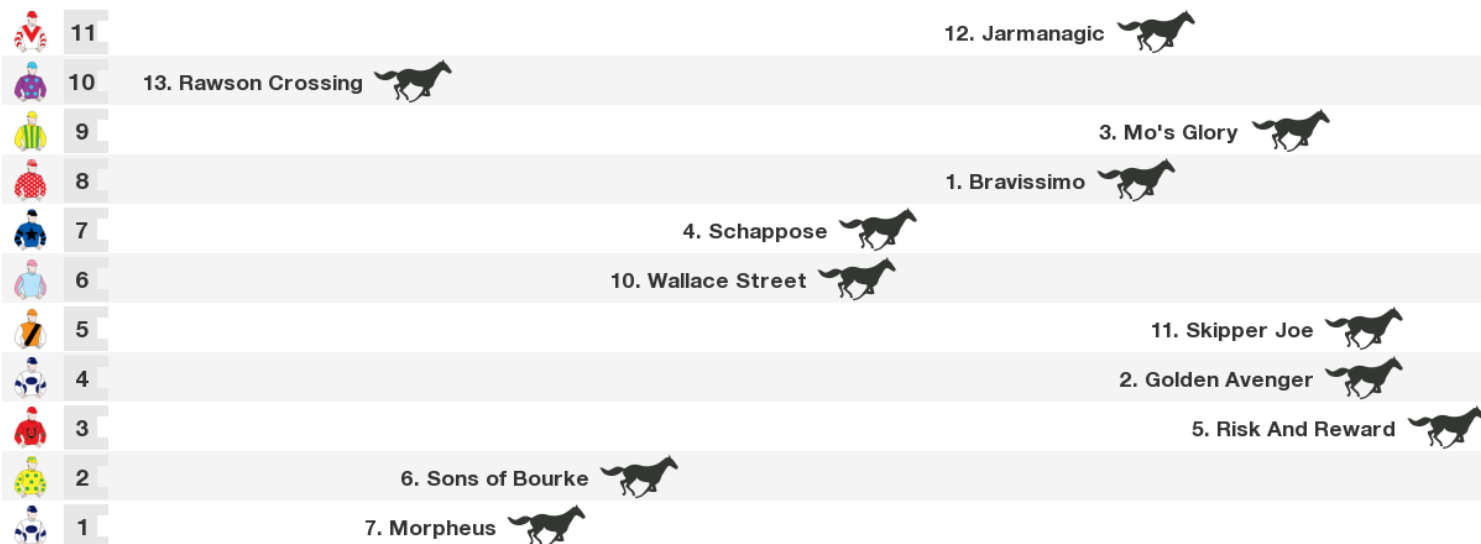 11 12. Jarmanagic
10 13. Rawson Crossing
9 3. Mo's Glory
8 1. Bravissimo
7 4. Schappose
6 10. Wallace Street
5 11. Skipper Joe
4 2. Golden Avenger
3 5. Risk And Reward
2 6. Sons of Bourke
1 7. Morpheus